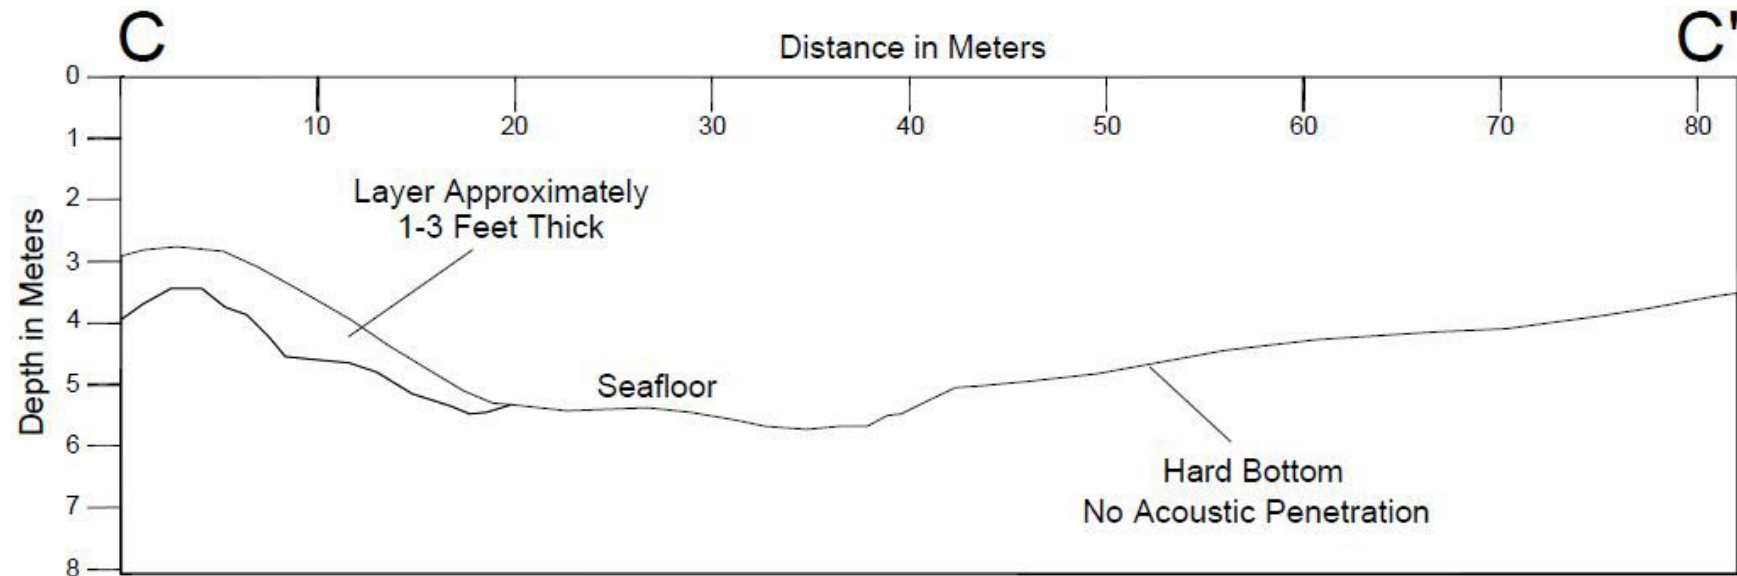 C
C'
Distance in Meters
0
10
20
30
40
50
60
70
80
1
2
3
4
5
6
7
8
Depth in Meters
Layer Approximately
1-3 Feet Thick
Seafloor
Hard Bottom
No Acoustic Penetration